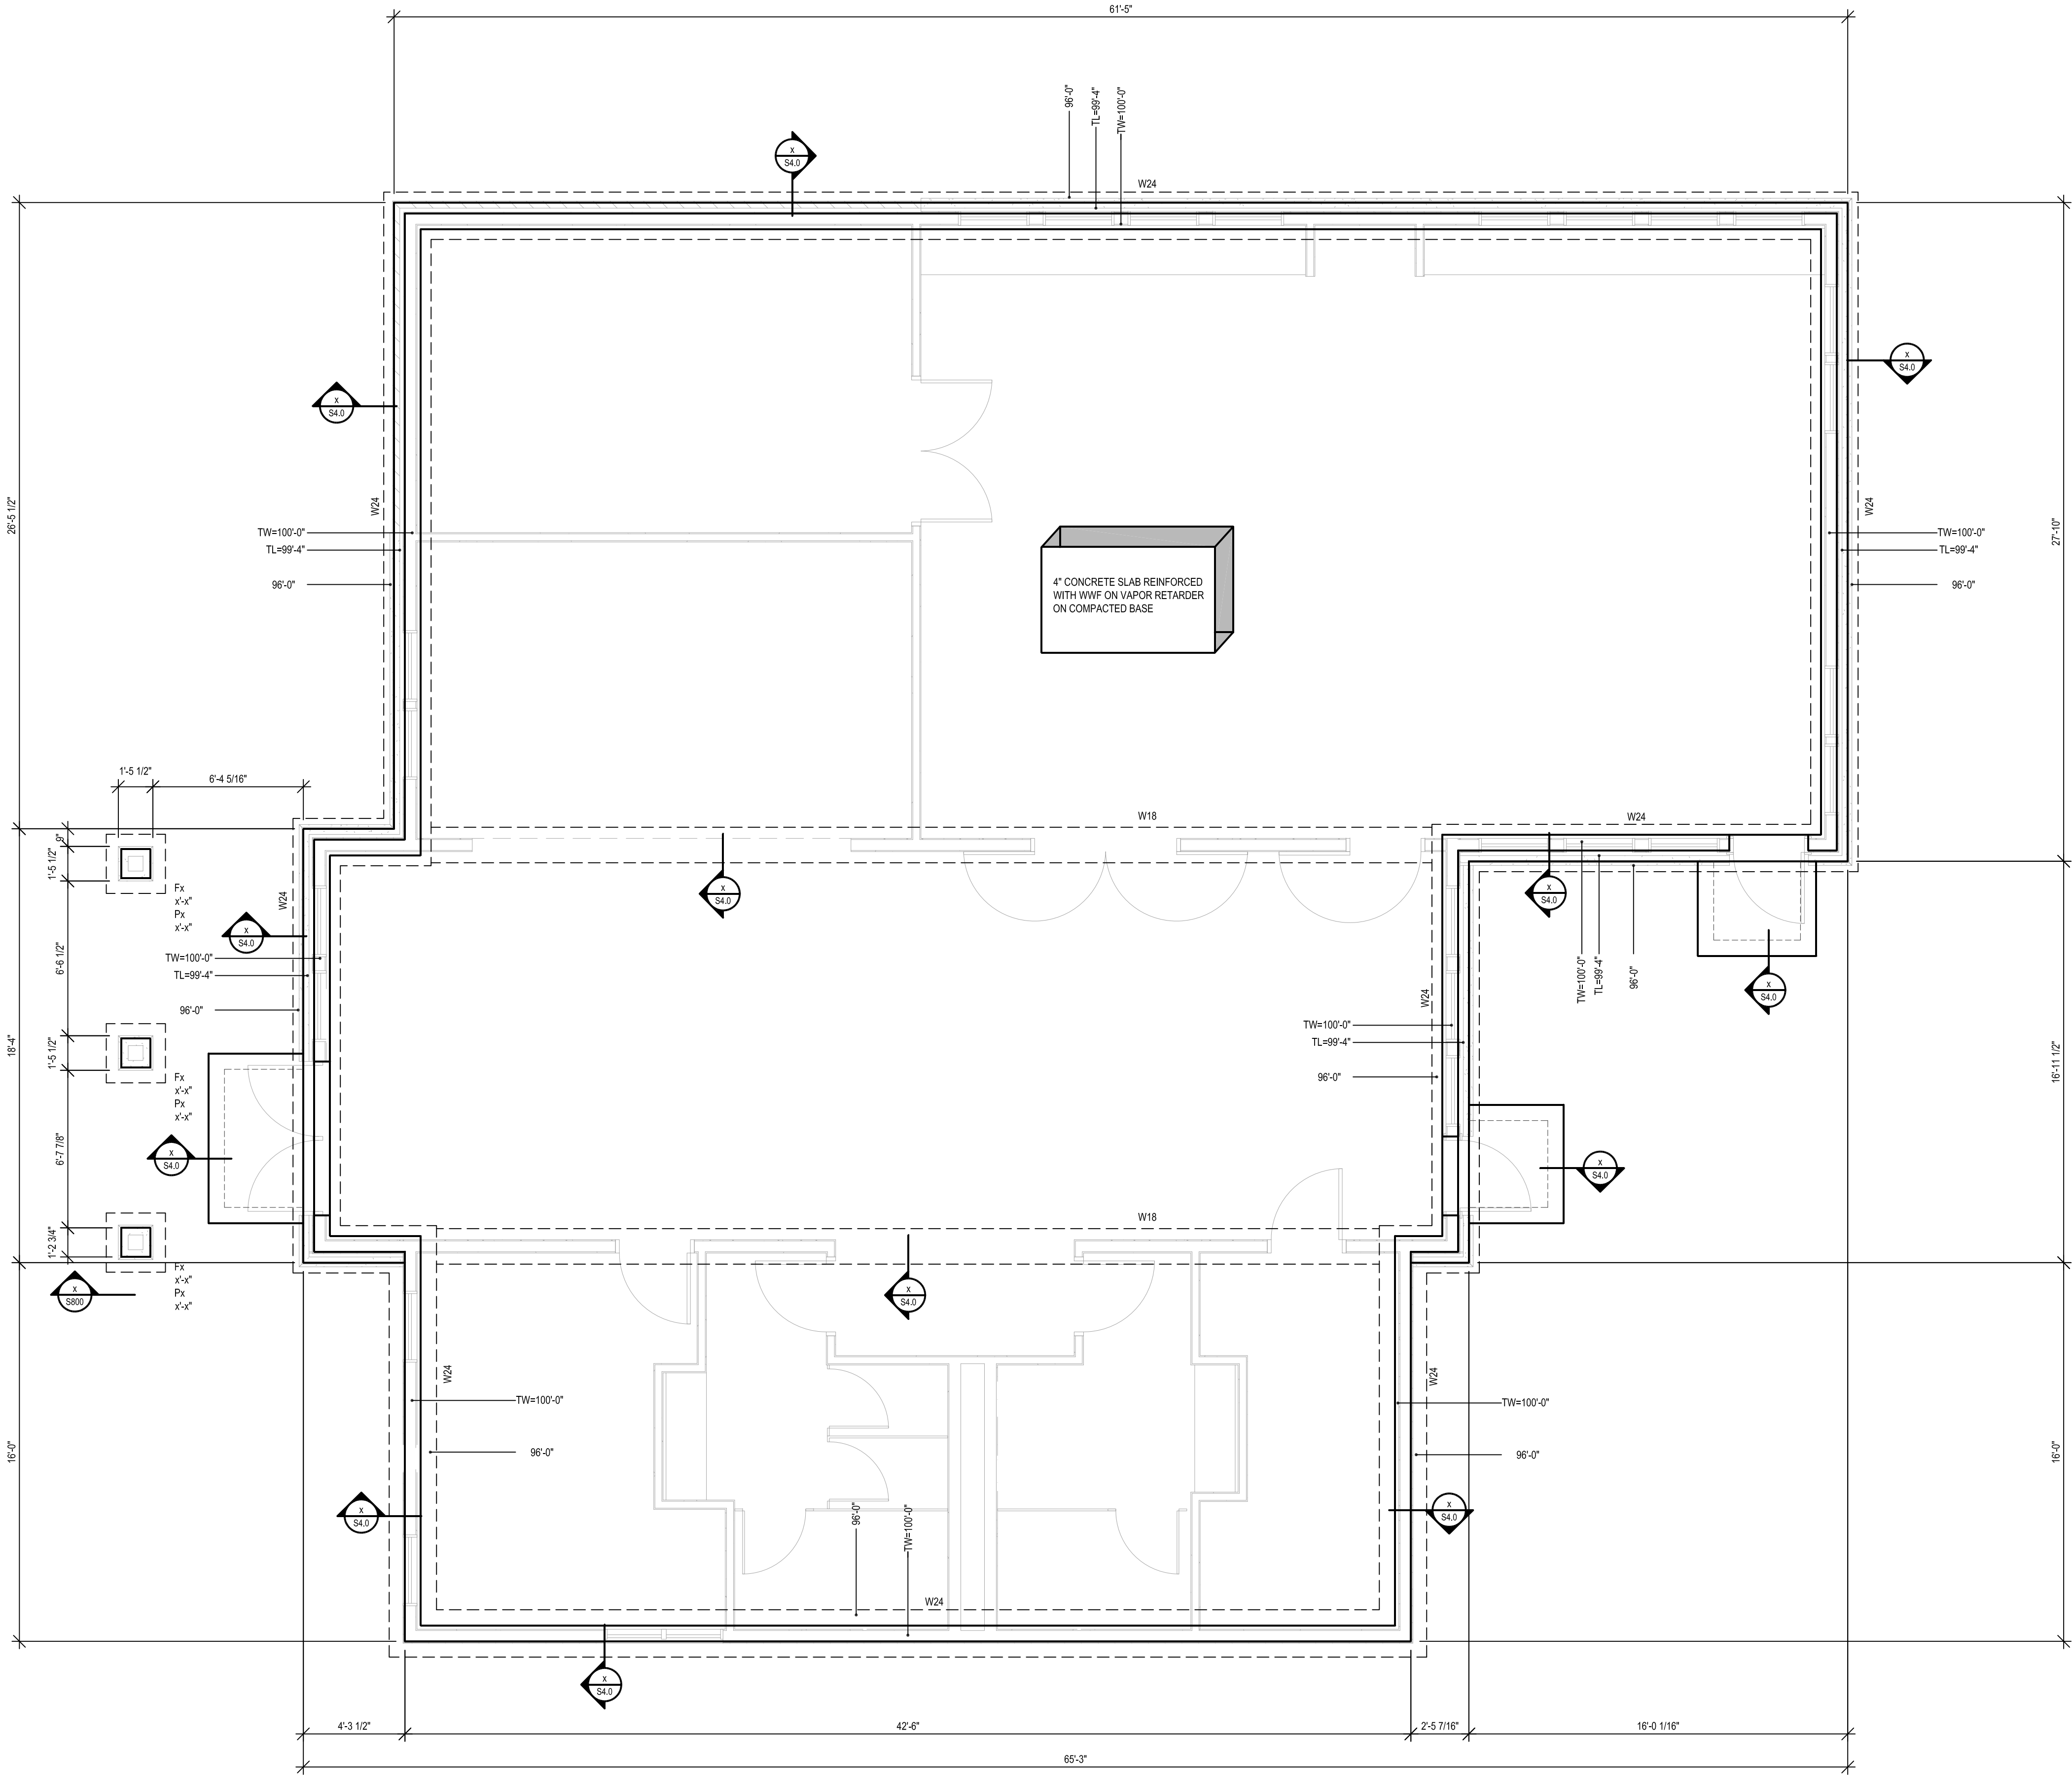 61'-5"
96'-0"
TL=99'-4"
TW=100'-0"
x
S4.0
W24
x
S4.0
x
S4.0
26'-5 1/2"
W24
TW=100'-0"
TL=99'-4"
96'-0"
W24
TW=100'-0"
TL=99'-4"
96'-0"
27'-10"
4" CONCRETE SLAB REINFORCED
WITH WWF ON VAPOR RETARDER
ON COMPACTED BASE
1'-5 1/2"
6'-4 5/16"
9"
1'-5 1/2"
6'-6 1/2"
1'-5 1/2"
6'-7 7/8"
1'-2 3/4"
18'-4"
W18
W24
Fx
x'-x"
Px
x'-x"
W24
x
S4.0
x
S4.0
x
S4.0
TW=100'-0"
TL=99'-4"
96'-0"
TW=100'-0"
TL=99'-4"
96'-0"
x
S4.0
W24
TW=100'-0"
TL=99'-4"
96'-0"
16'-11 1/2"
Fx
x'-x"
Px
x'-x"
x
S4.0
x
S4.0
W18
Fx
x'-x"
Px
x'-x"
x
S800
x
S4.0
W24
TW=100'-0"
96'-0"
W24
TW=100'-0"
96'-0"
16'-0"
16'-0"
x
S4.0
96'-0"
TW=100'-0"
x
S4.0
W24
x
S4.0
4'-3 1/2"
42'-6"
2'-5 7/16"
16'-0 1/16"
65'-3"